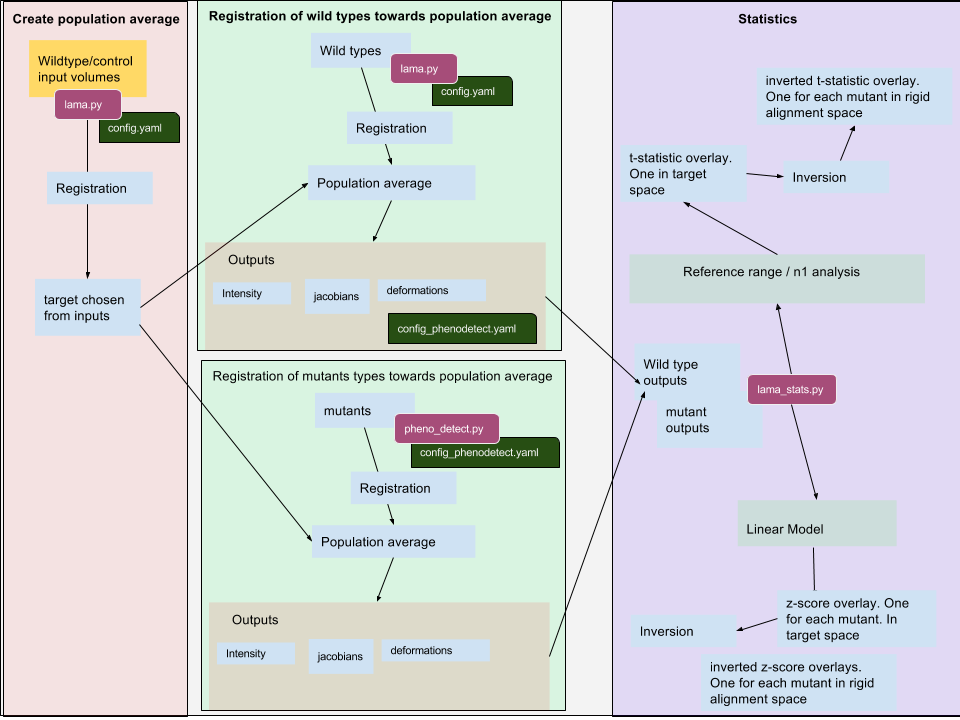 Create population average
Wildtype/control
input volumes
lama.py
config.yaml
Registration
target chosen
from inputs
Registration of wild types towards population average
Wild types
lama.py
config.yaml
Registration
Population average
Outputs
Intensity
jacobians
deformations
config_phenodetect.yaml
Registration of mutants types towards population average
mutants
pheno_detect.py
config_phenodetect.yaml
Registration
Population average
Outputs
Intensity
jacobians
deformations
Statistics
inverted t-statistic overlay.
One for each mutant in rigid
alignment space
t-statistic overlay.
One in target
space
Inversion
Reference range / n1 analysis
Wild type
outputs
mutant
outputs
lama_stats.py
Linear Model
z-score overlay. One
for each mutant. In
target space
Inversion
inverted z-score overlays.
One for each mutant in rigid
alignment space